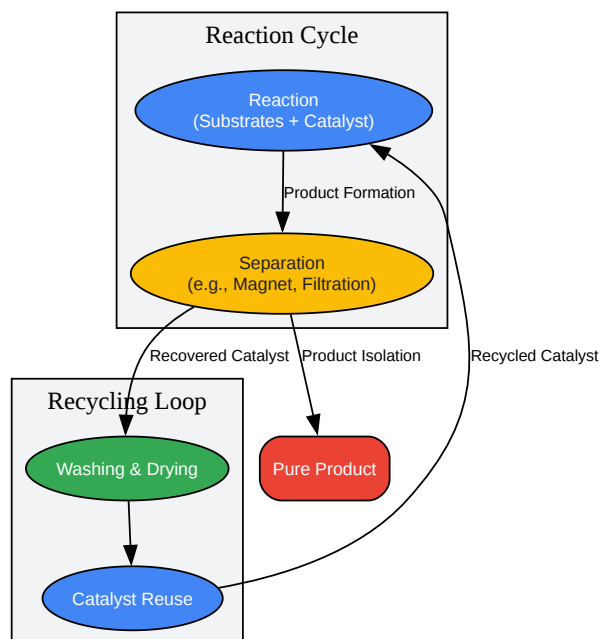 Reaction Cycle
Reaction
(Substrates + Catalyst)
Product Formation
Separation
(e.g., Magnet, Filtration)
Recovered Catalyst
Product Isolation
Recycled Catalyst
Recycling Loop
Washing & Drying
Pure Product
Catalyst Reuse